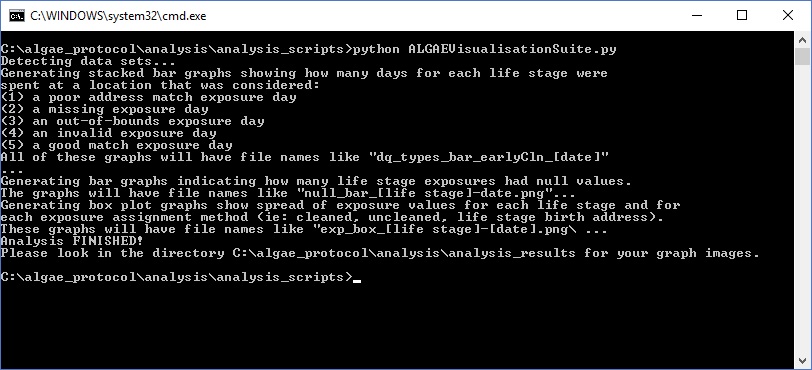 C:\WINDOWS\system32\cmd.exe
C:\algae_protocol\analysis\analysis_scripts>python ALGAEVisualisationSuite.py
Detecting data sets...
Generating stacked bar graphs showing how many days for each life stage were
spent at a location that was considered:
(1) a poor address match exposure day
(2) a missing exposure day
(3) an out-of-bounds exposure day
(4) an invalid exposure day
(5) a good match exposure day
All of these graphs will have file names like "dq_types_bar_earlyCln_[date]"
...
Generating bar graphs indicating how many life stage exposures had null values.
The graphs will have file names like "null_bar_[life stage]-date.png"...
Generating box plot graphs show spread of exposure values for each life stage and for
each exposure assignment method (ie: cleaned, uncleaned, life stage birth address).
These graphs will have file names like "exp_box_[life stage]-[date].png\ ...
Analysis FINISHED!
Please look in the directory C:\algae_protocol\analysis\analysis_results for your graph images.
C:\algae_protocol\analysis\analysis_scripts>